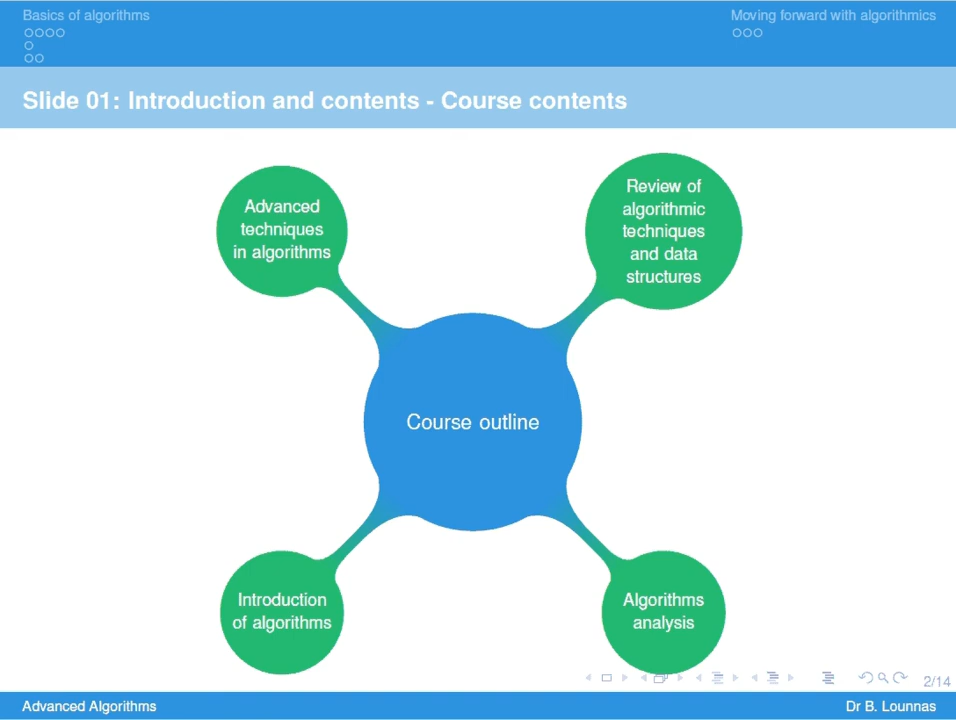 Basics of algorithms
Moving forward with algorithmics
Slide 01: Introduction and contents - Course contents
Advanced
techniques
in algorithms
Review of
algorithmic
techniques
and data
structures
Course outline
Introduction
of algorithms
Algorithms
analysis
2/14
Advanced Algorithms
Dr B. Lounnas